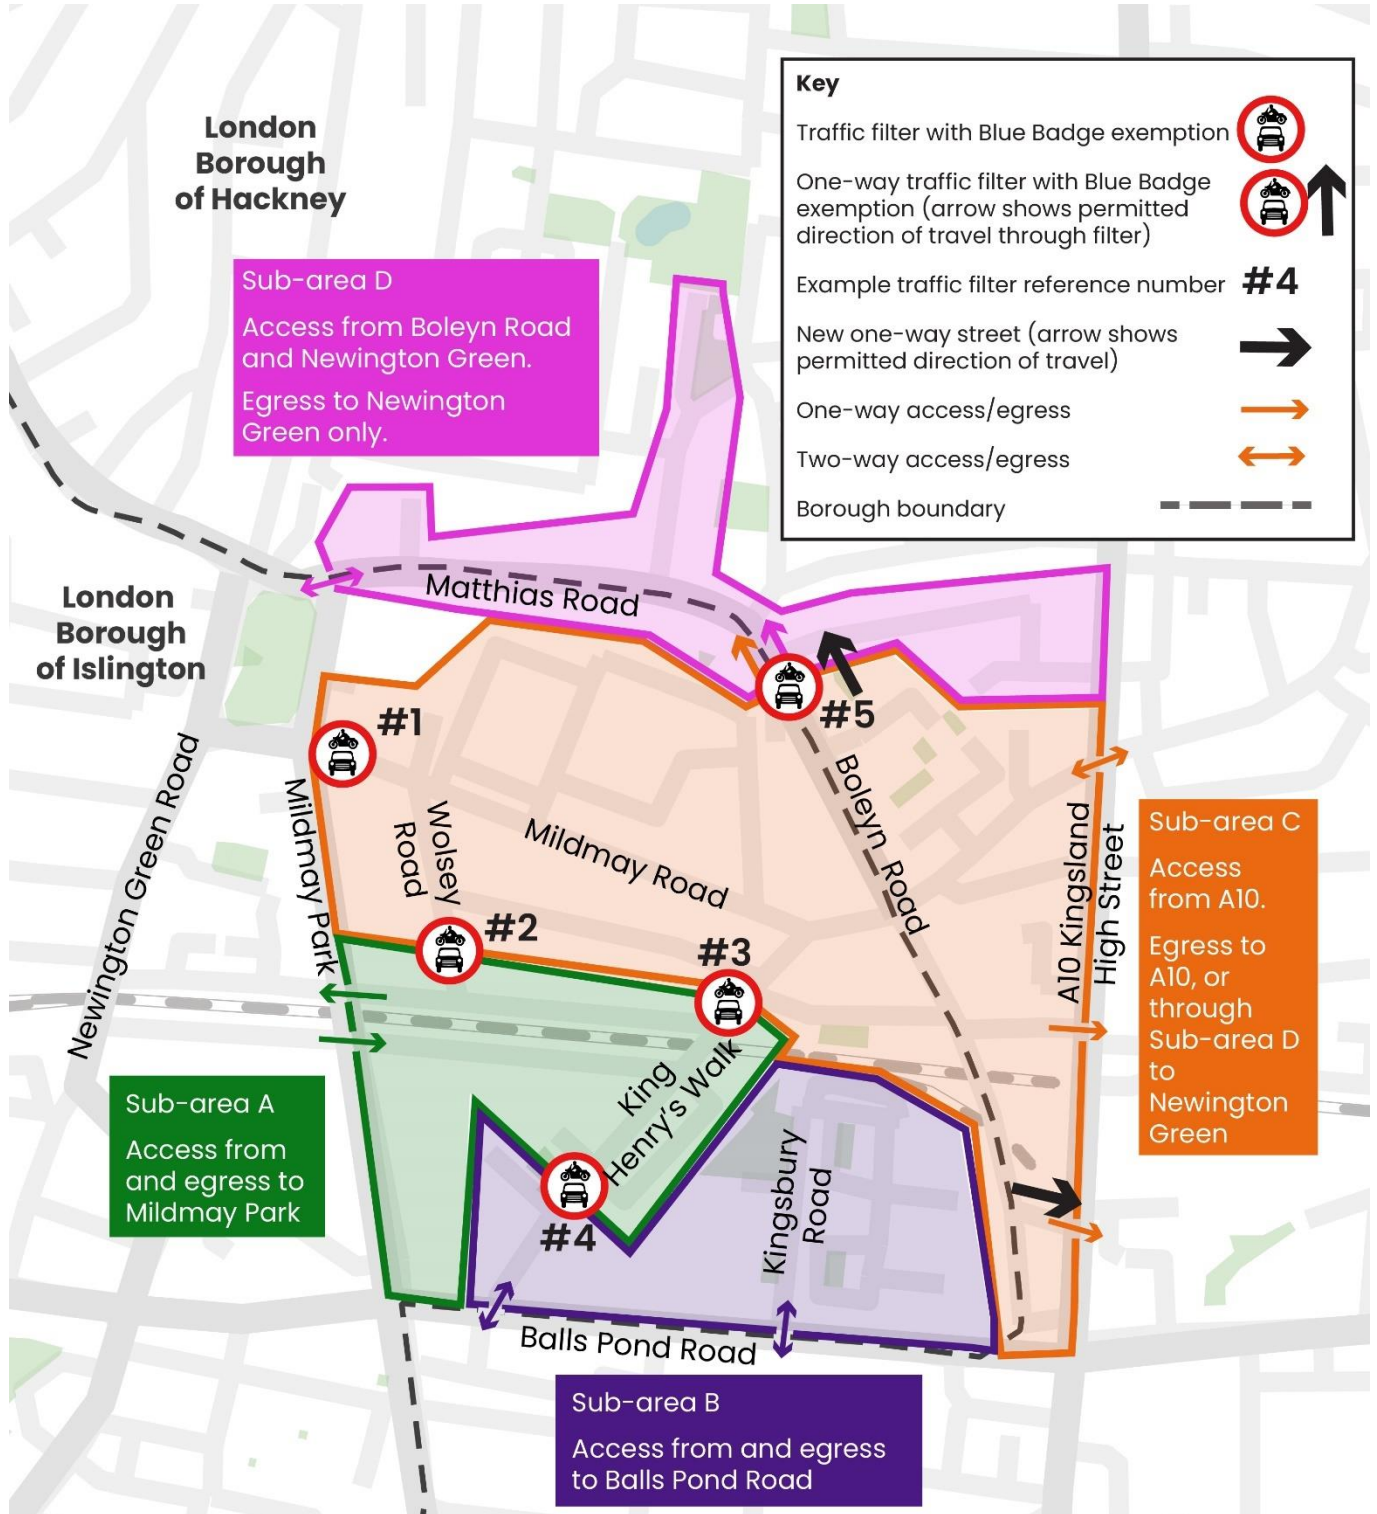 London
Borough
of Hackney
Key
Traffic filter with Blue Badge exemption
One-way traffic filter with Blue Badge
exemption (arrow shows permitted
direction of travel through filter)
Example traffic filter reference number #4
New one-way street (arrow shows
permitted direction of travel)
One-way access/egress
Two-way access/egress
Borough boundary
Sub-area D
Access from Boleyn Road
and Newington Green.
Egress to Newington
Green only.
London
Borough
of Islington
Matthias Road
#1
#5
Newington Green Road
Mildmay Park
Wolsey
Road
Mildmay Road
Boleyn Road
A10 Kingsland
High Street
#2
#3
Sub-area C
Access
from A10.
Egress to
A10, or
through
Sub-area D
to
Newington
Green
Sub-area A
Access from
and egress to
Mildmay Park
King
Henry's Walk
Kingsbury
Road
#4
Balls Pond Road
Sub-area B
Access from and egress
to Balls Pond Road